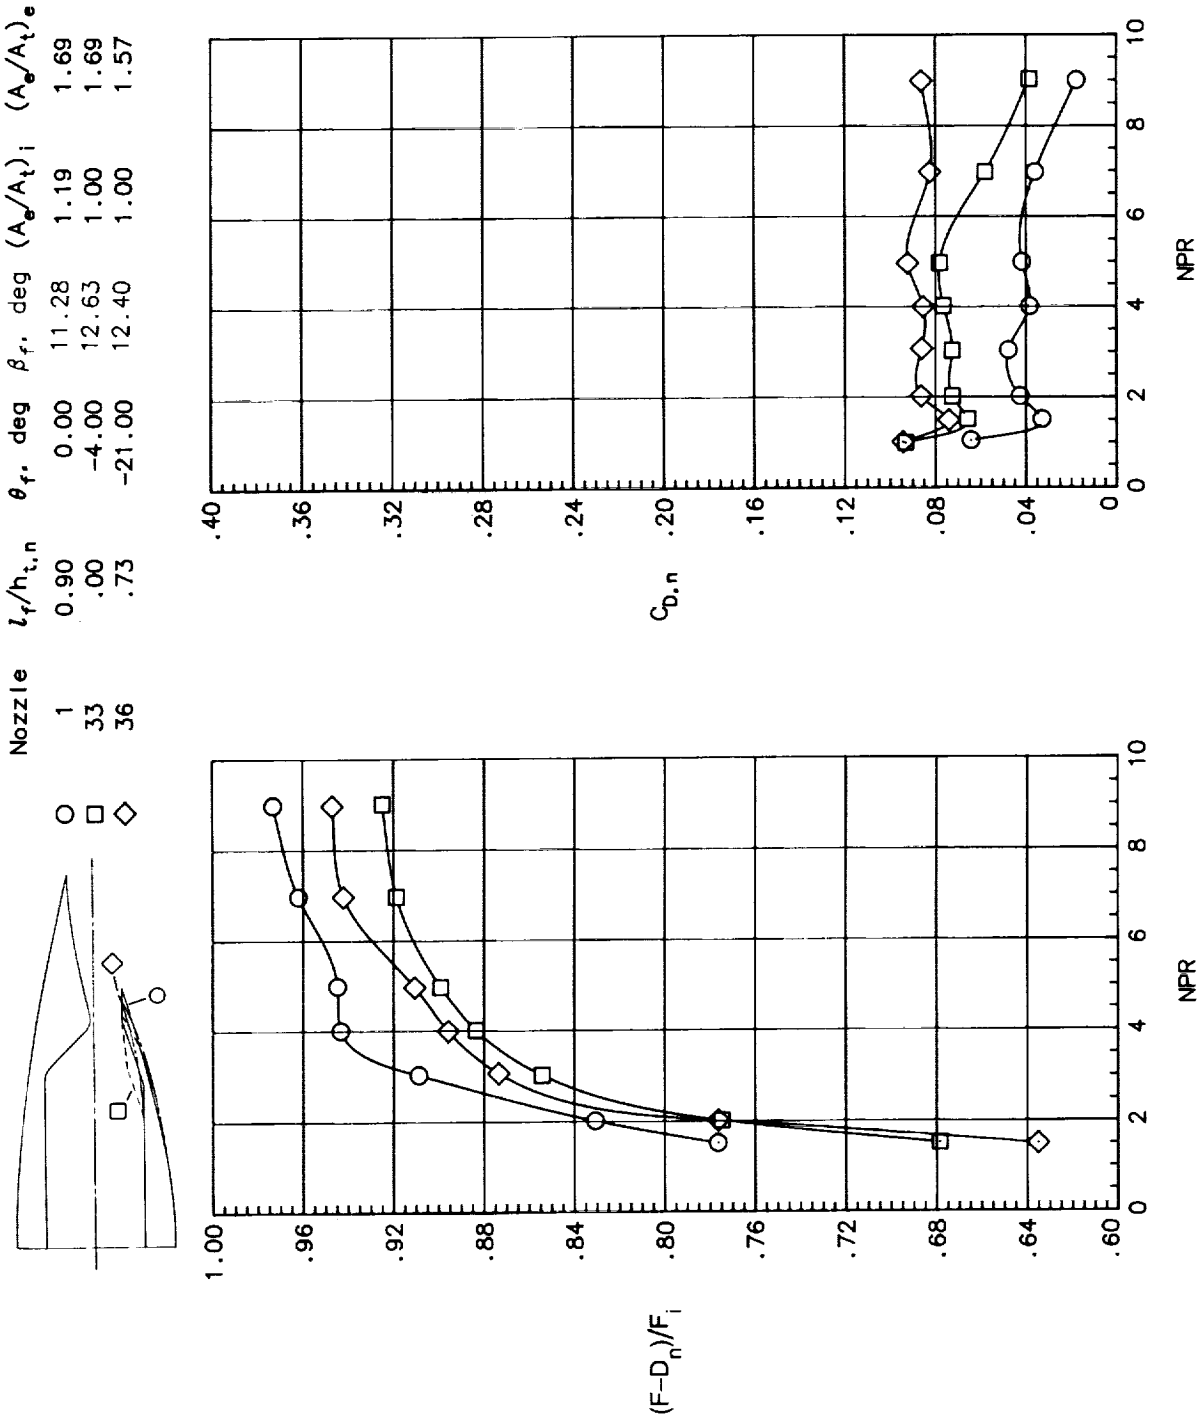 Nozzle l_f/h_t,n θ_f, deg β_f, deg (A_e/A_t)_i (A_e/A_t)_e
1 0.90 0.00 11.28 1.19 1.69
33 .00 -4.00 12.63 1.00 1.69
36 .73 -21.00 12.40 1.00 1.57
(F-D_n)/F_i
1.00
.96
.92
.88
.84
.80
.76
.72
.68
.64
.60
0 2 4 6 8 10
NPR
C_D,n
.40
.36
.32
.28
.24
.20
.16
.12
.08
.04
0
0 2 4 6 8 10
NPR